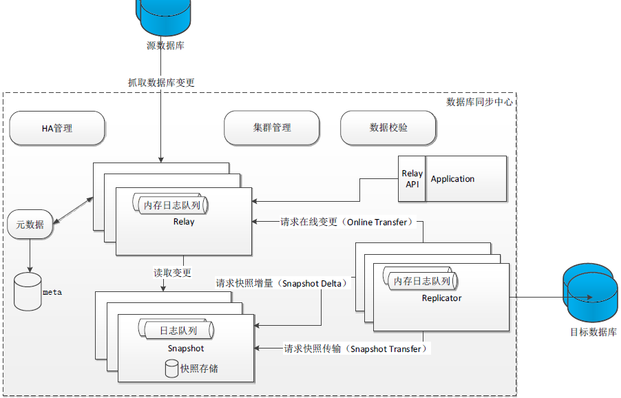 源数据库
抓取数据库变更
数据库同步中心
HA管理
集群管理
数据校验
Relay
API
Application
内存日志队列
Relay
元数据
请求在线变更（Online Transfer）
meta
读取变更
请求快照增量（Snapshot Delta）
内存日志队列
Replicator
目标数据库
日志队列
Snapshot
请求快照传输（Snapshot Transfer）
快照存储